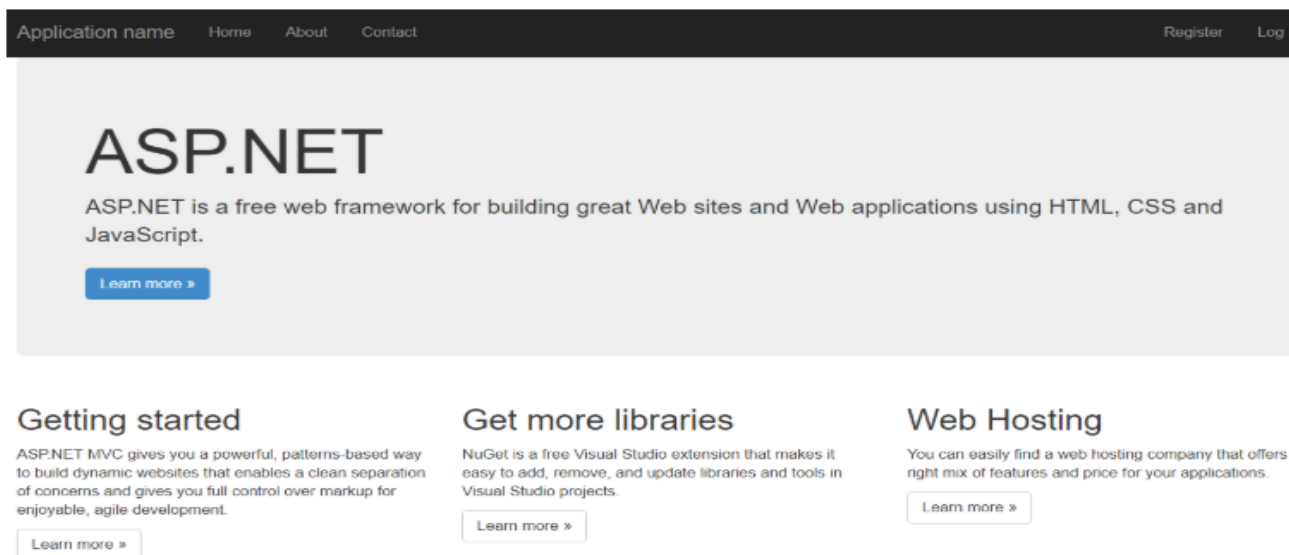 Application name Home About Contact Register Log
ASP.NET
ASP.NET is a free web framework for building great Web sites and Web applications using HTML, CSS and
JavaScript.
Learn more »
Getting started
ASP.NET MVC gives you a powerful, patterns-based way
to build dynamic websites that enables a clean separation
of concerns and gives you full control over markup for
enjoyable, agile development.
Learn more »
Get more libraries
NuGet is a free Visual Studio extension that makes it
easy to add, remove, and update libraries and tools in
Visual Studio projects.
Learn more »
Web Hosting
You can easily find a web hosting company that offers
right mix of features and price for your applications.
Learn more »